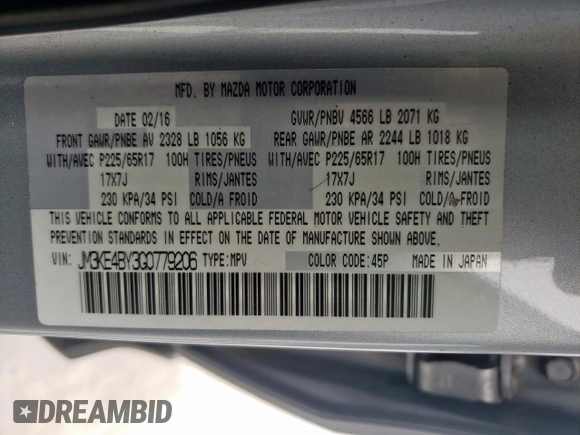 MFD. BY MAZDA MOTOR CORPORATION
DATE 02/16 GVWR/PNBV 4566 LB 2071 KG
FRONT GAWR/PNBE AV 2328 LB 1056 KG REAR GAWR/PNBE AR 2244 LB 1018 KG
WITH/AVEC P225/65R17 100H TIRES/PNEUS WITH/AVEC P225/65R17 100H TIRES/PNEUS
17X7J RIMS/JANTES 17X7J RIMS/JANTES
230 KPA/34 PSI COLD/A FROID 230 KPA/34 PSI COLD/A FROID
THIS VEHICLE CONFORMS TO ALL APPLICABLE FEDERAL MOTOR VEHICLE SAFETY AND THEFT
PREVENTION STANDARDS IN EFFECT ON THE DATE OF MANUFACTURE SHOWN ABOVE.
VIN: JM3KE4BY3G0779206 TYPE:MPV COLOR CODE:45P MADE IN JAPAN
DREAMBID